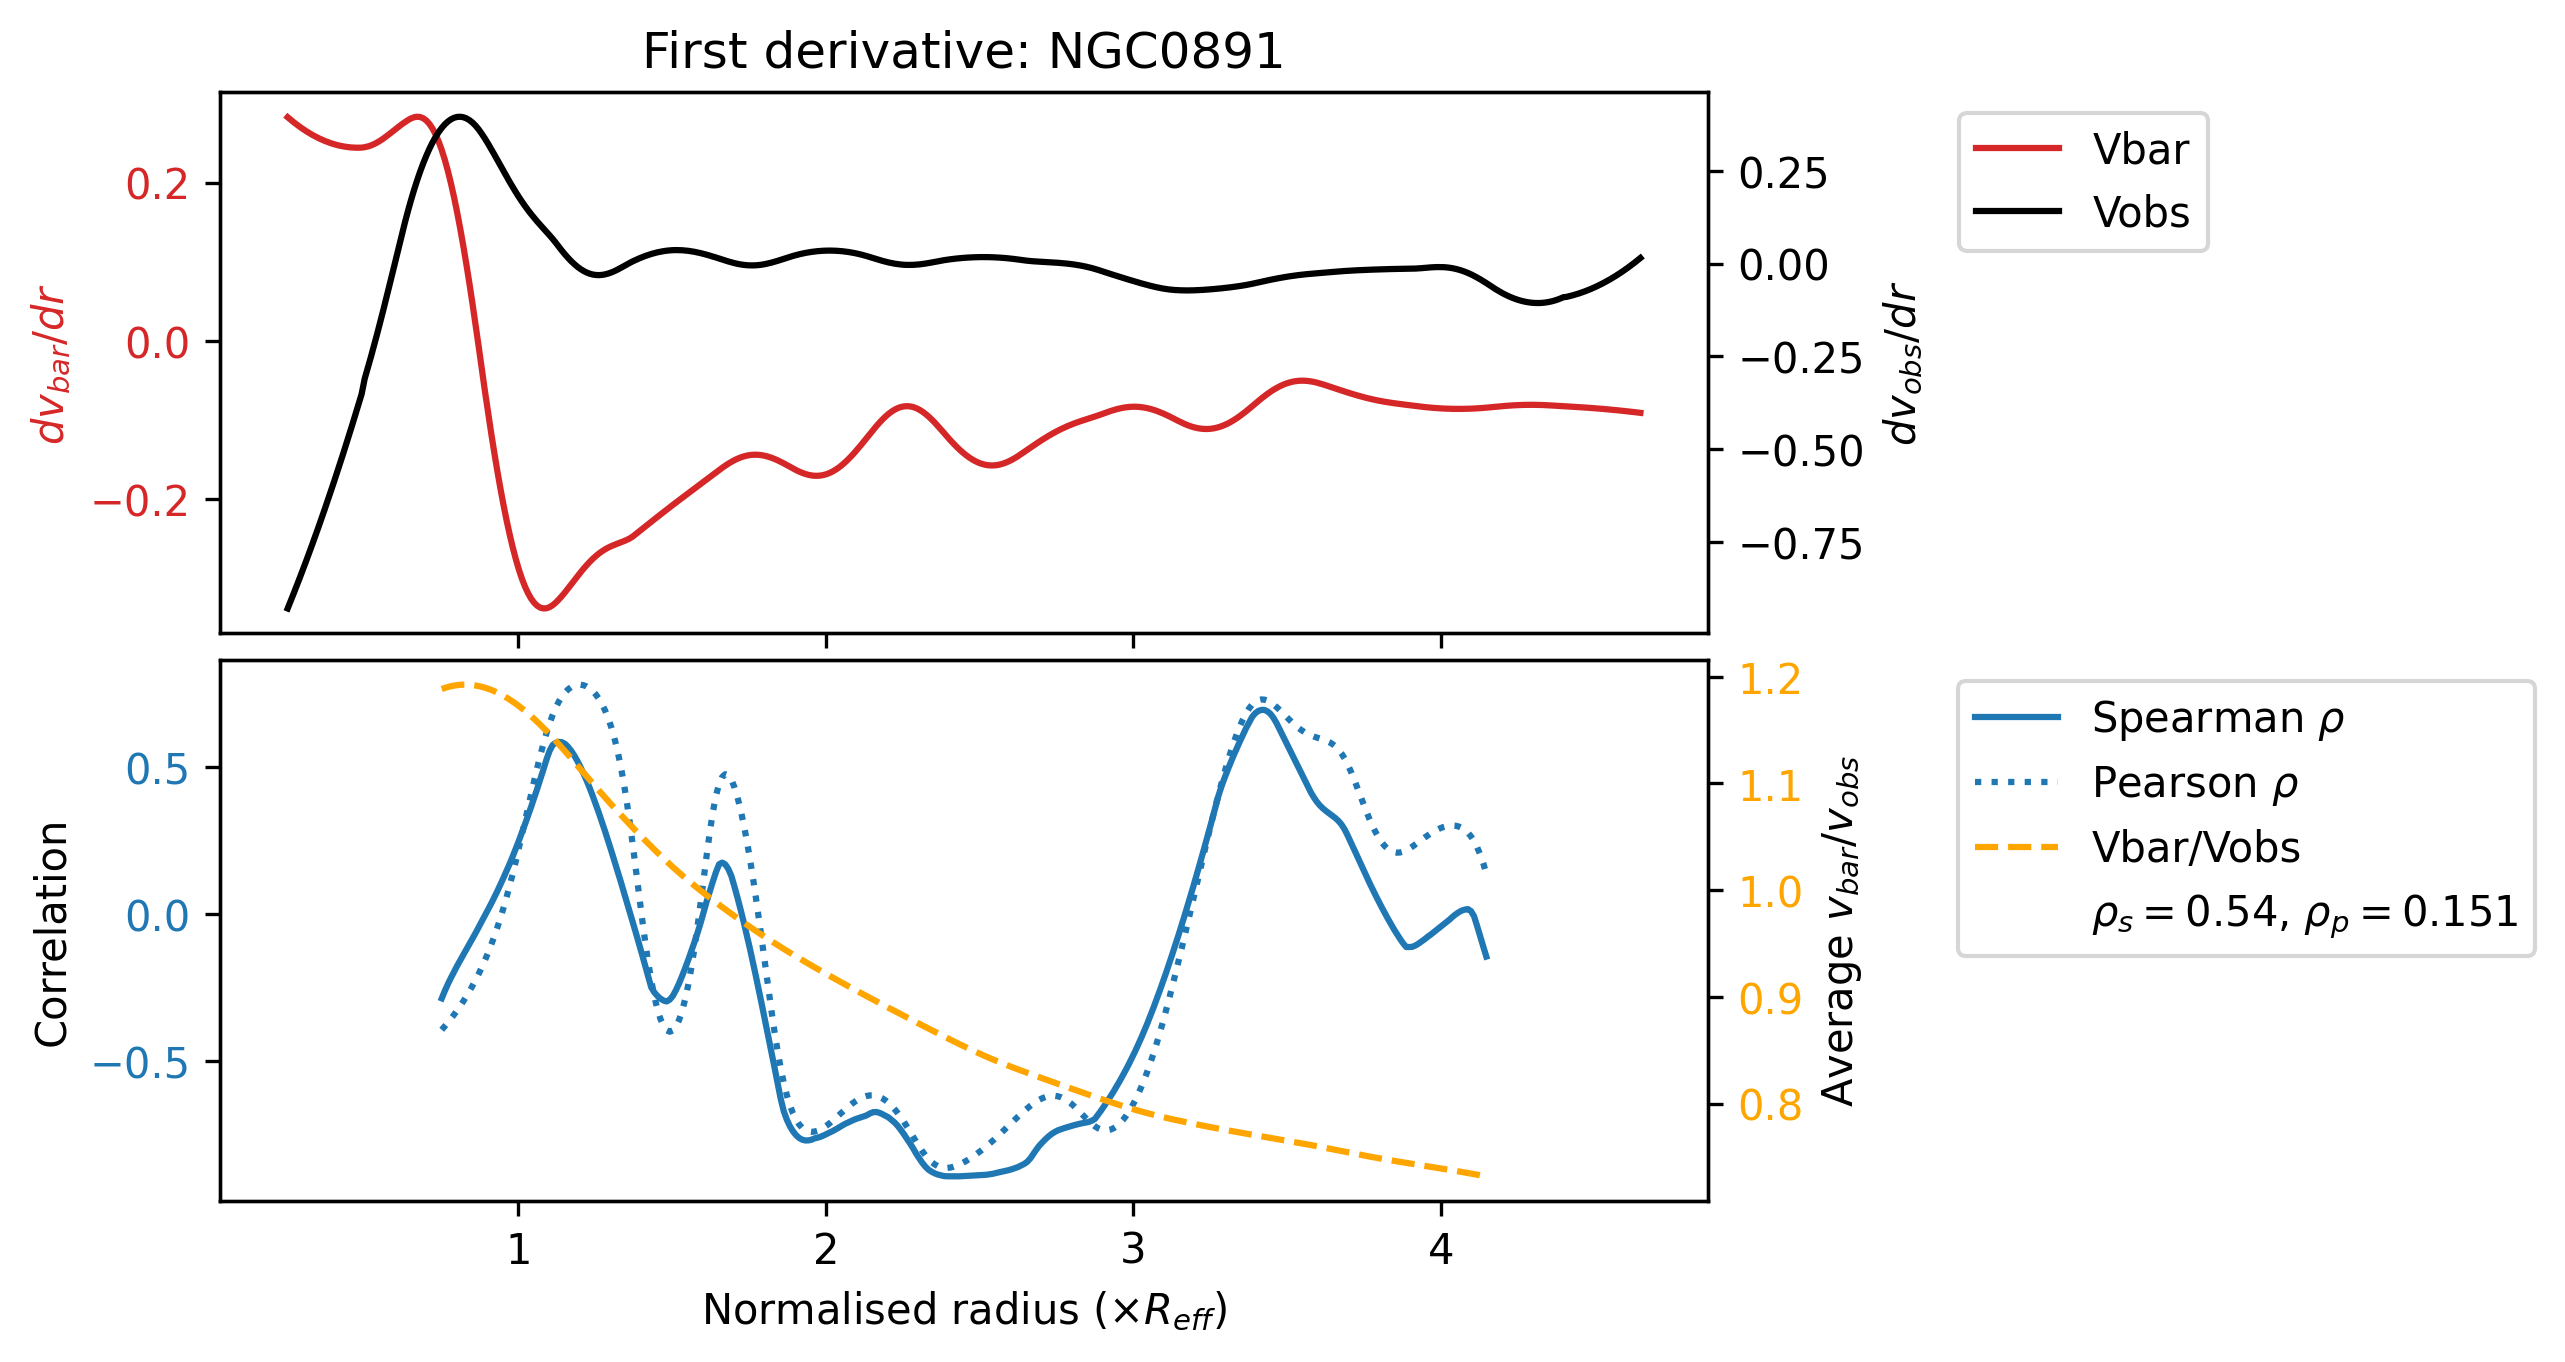 First derivative: NGC0891
0.2
0.0
−0.2
dv_bar/dr
0.25
0.00
−0.25
−0.50
−0.75
dv_obs/dr
Vbar
Vobs
0.5
0.0
−0.5
Correlation
1.2
1.1
1.0
0.9
0.8
Average v_bar/v_obs
Spearman ρ
Pearson ρ
Vbar/Vobs
ρ_s = 0.54, ρ_p = 0.151
1 2 3 4
Normalised radius (×R_eff)